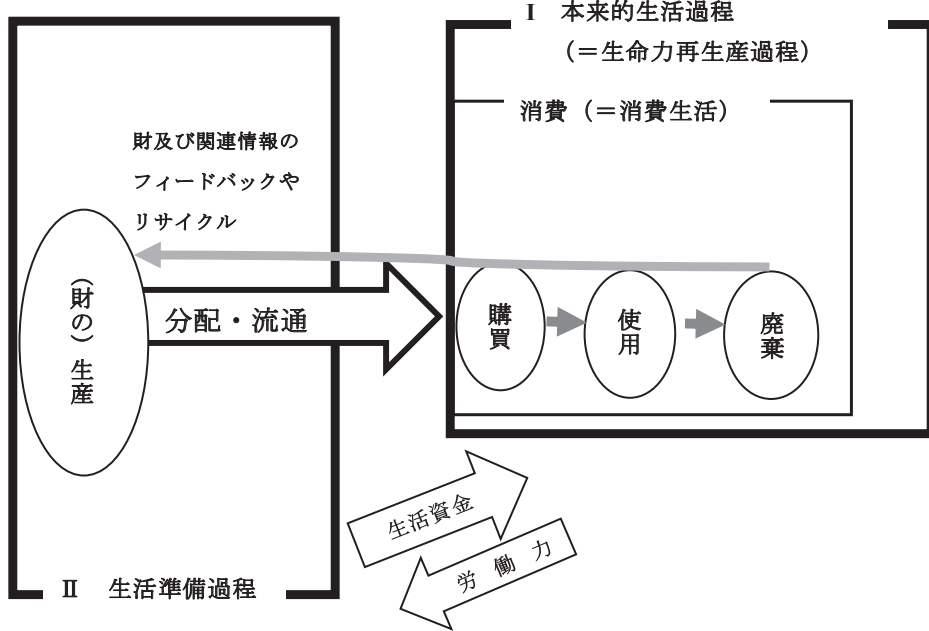 Ⅰ 本来的生活過程
(＝生命力再生産過程)
消費(＝消費生活)
財及び関連情報の
フィードバックや
リサイクル
(財の)生産
分配・流通
購買
使用
廃棄
生活資金
労働力
Ⅱ 生活準備過程